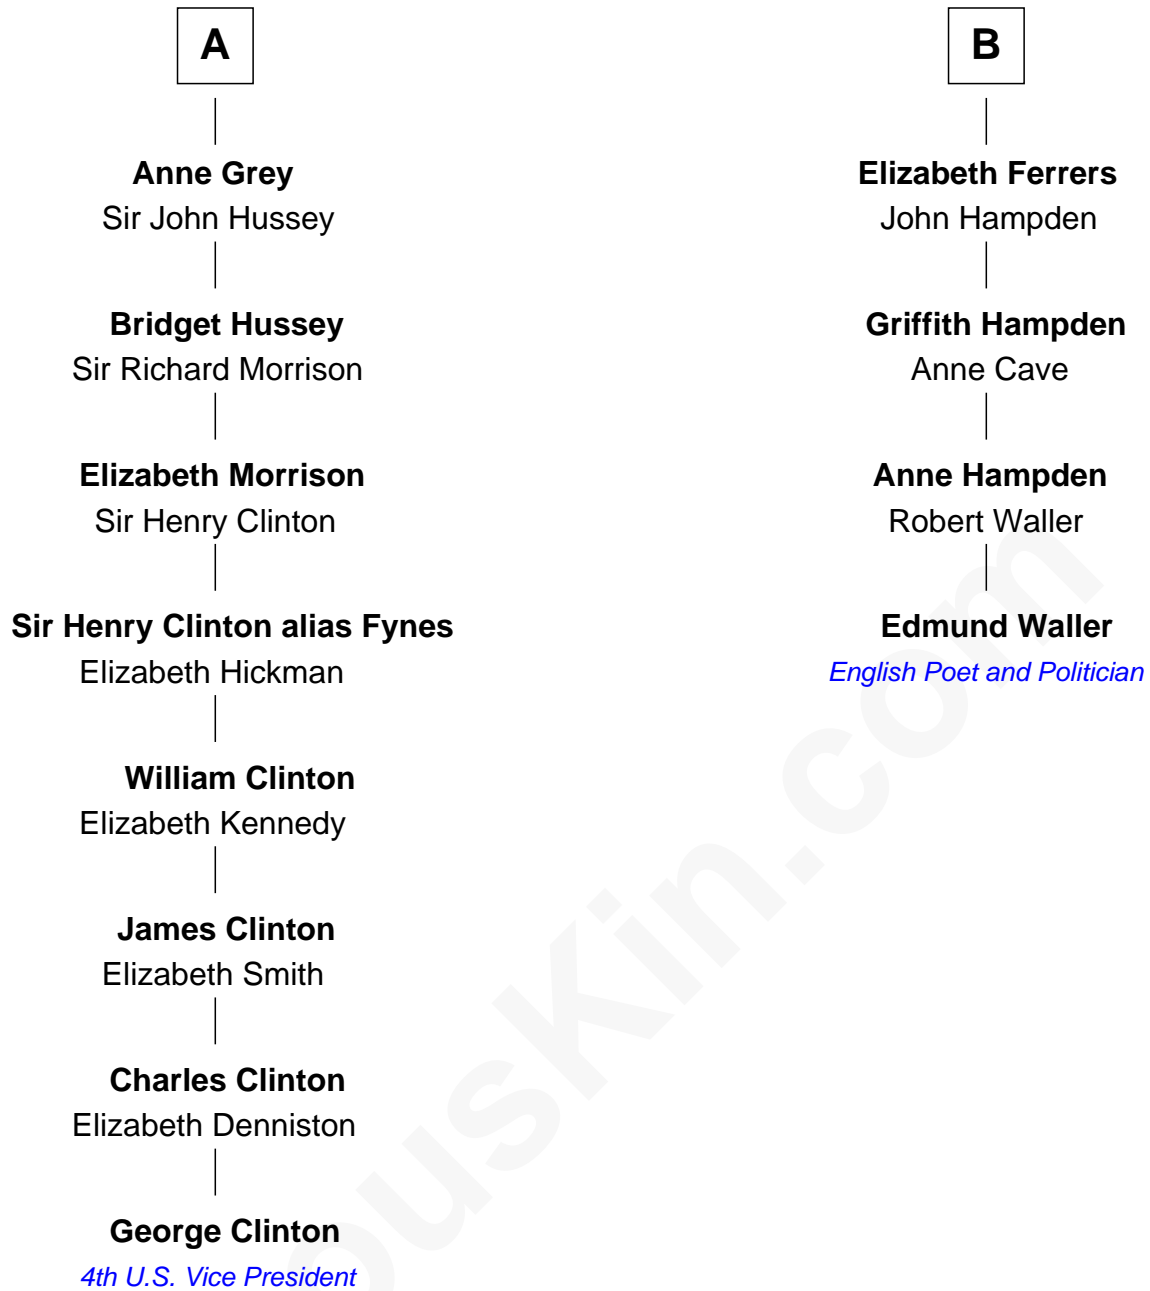 A
Anne Grey
Sir John Hussey
Bridget Hussey
Sir Richard Morrison
Elizabeth Morrison
Sir Henry Clinton
Sir Henry Clinton alias Fynes
Elizabeth Hickman
William Clinton
Elizabeth Kennedy
James Clinton
Elizabeth Smith
Charles Clinton
Elizabeth Denniston
George Clinton
4th U.S. Vice President
B
Elizabeth Ferrers
John Hampden
Griffith Hampden
Anne Cave
Anne Hampden
Robert Waller
Edmund Waller
English Poet and Politician
ousKin.com